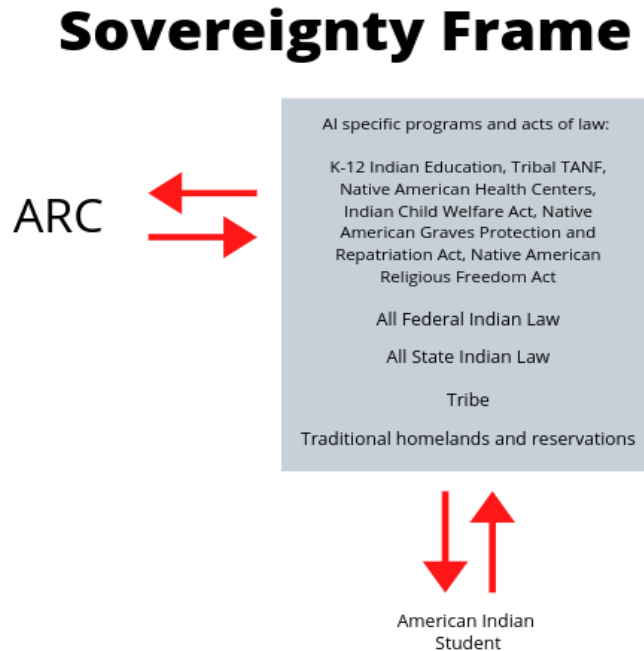 Sovereignty Frame
AI specific programs and acts of law:
K-12 Indian Education, Tribal TANF,
Native American Health Centers,
Indian Child Welfare Act, Native
American Graves Protection and
Repatriation Act, Native American
Religious Freedom Act
All Federal Indian Law
All State Indian Law
Tribe
Traditional homelands and reservations
ARC
American Indian
Student